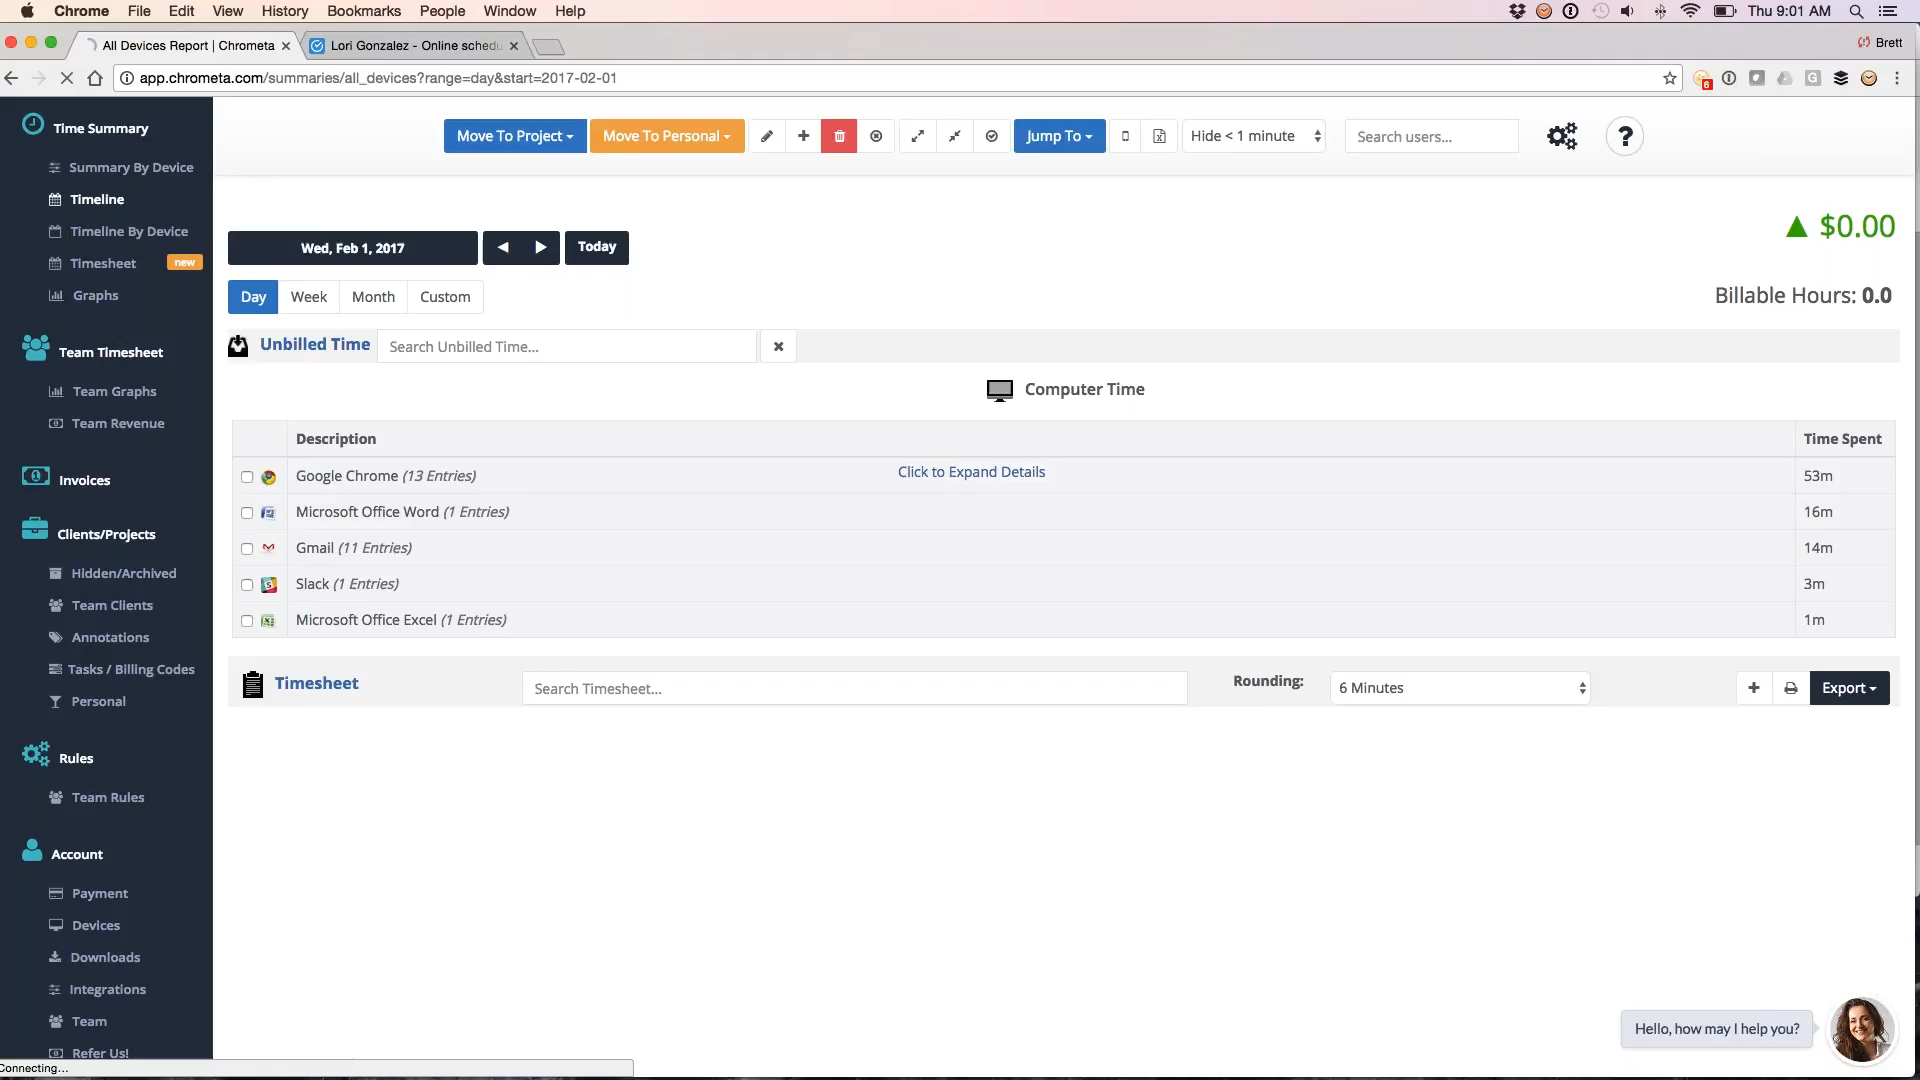 Chrome File Edit View History Bookmarks People Window Help Thu 9:01 AM
All Devices Report | Chrometa Lori Gonzalez - Online schedu Brett
app.chrometa.com/summaries/all_devices?range=day&start=2017-02-01
Time Summary
Summary By Device
Timeline
Timeline By Device
Timesheet new
Graphs
Team Timesheet
Team Graphs
Team Revenue
Invoices
Clients/Projects
Hidden/Archived
Team Clients
Annotations
Tasks / Billing Codes
Personal
Rules
Team Rules
Account
Payment
Devices
Downloads
Integrations
Team
Refer Us!
Connecting...
Move To Project Move To Personal Jump To Hide < 1 minute Search users... ?
$0.00
Wed, Feb 1, 2017 Today
Day Week Month Custom
Billable Hours: 0.0
Unbilled Time Search Unbilled Time...
Computer Time
Description Time Spent
Google Chrome (13 Entries) Click to Expand Details 53m
Microsoft Office Word (1 Entries) 16m
Gmail (11 Entries) 14m
Slack (1 Entries) 3m
Microsoft Office Excel (1 Entries) 1m
Timesheet Search Timesheet... Rounding: 6 Minutes Export
Hello, how may I help you?